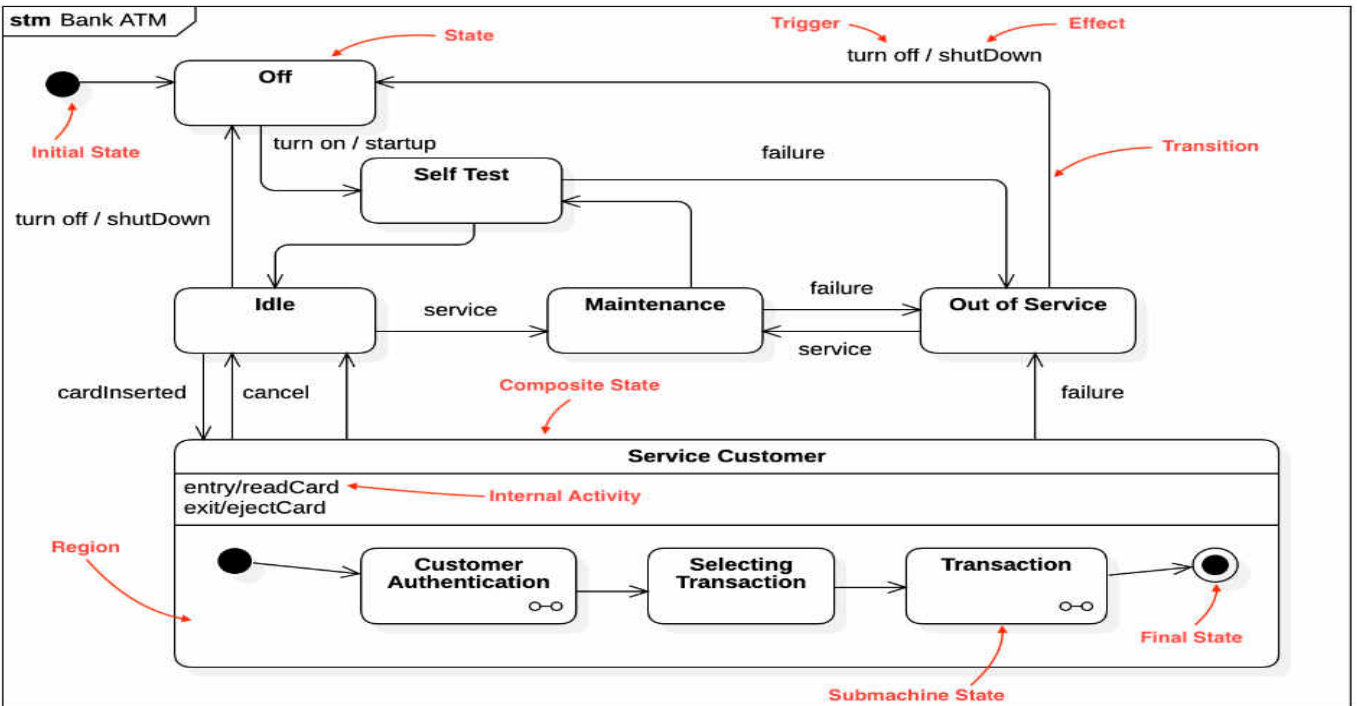 stm Bank ATM
State
Trigger
Effect
turn off / shutDown
Off
Initial State
turn on / startup
failure
Transition
Self Test
turn off / shutDown
Idle
service
Maintenance
failure
service
Out of Service
cardInserted
cancel
Composite State
failure
Service Customer
entry/readCard
exit/ejectCard
Internal Activity
Region
Customer
Authentication
Selecting
Transaction
Transaction
Final State
Submachine State